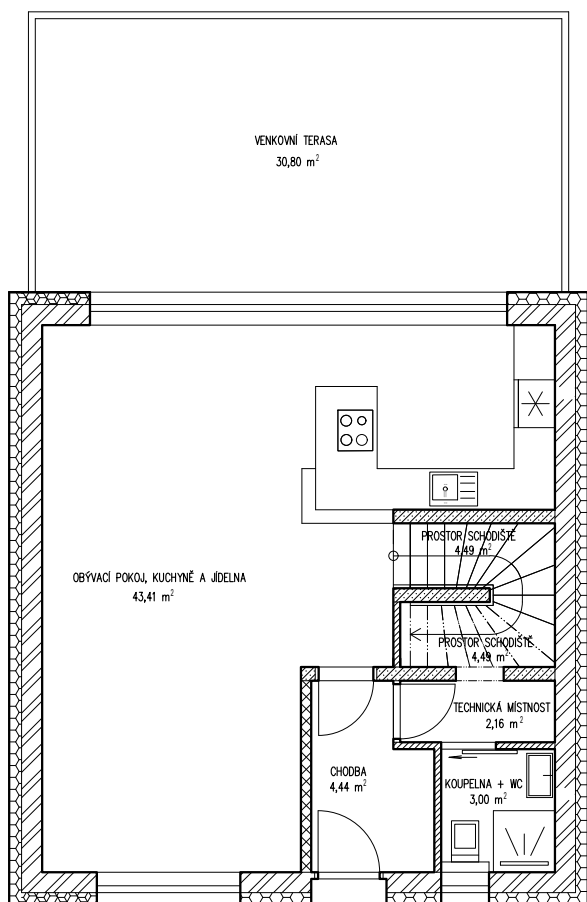 VENKOVNÍ TERASA
30,80 m²
PROSTOR SCHODIŠTĚ
4,49 m²
OBÝVACÍ POKOJ, KUCHYNĚ A JÍDELNA
43,41 m²
PROSTOR SCHODIŠTĚ
4,49 m²
TECHNICKÁ MÍSTNOST
2,16 m²
CHODBA
4,44 m²
KOUPELNA + WC
3,00 m²